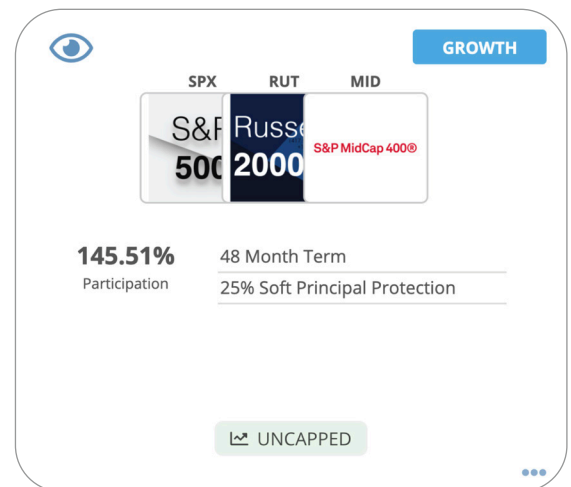 GROWTH
SPX RUT MID
S&P
500
Russe
2000
S&P MidCap 400®
145.51%
Participation
48 Month Term
25% Soft Principal Protection
UNCAPPED